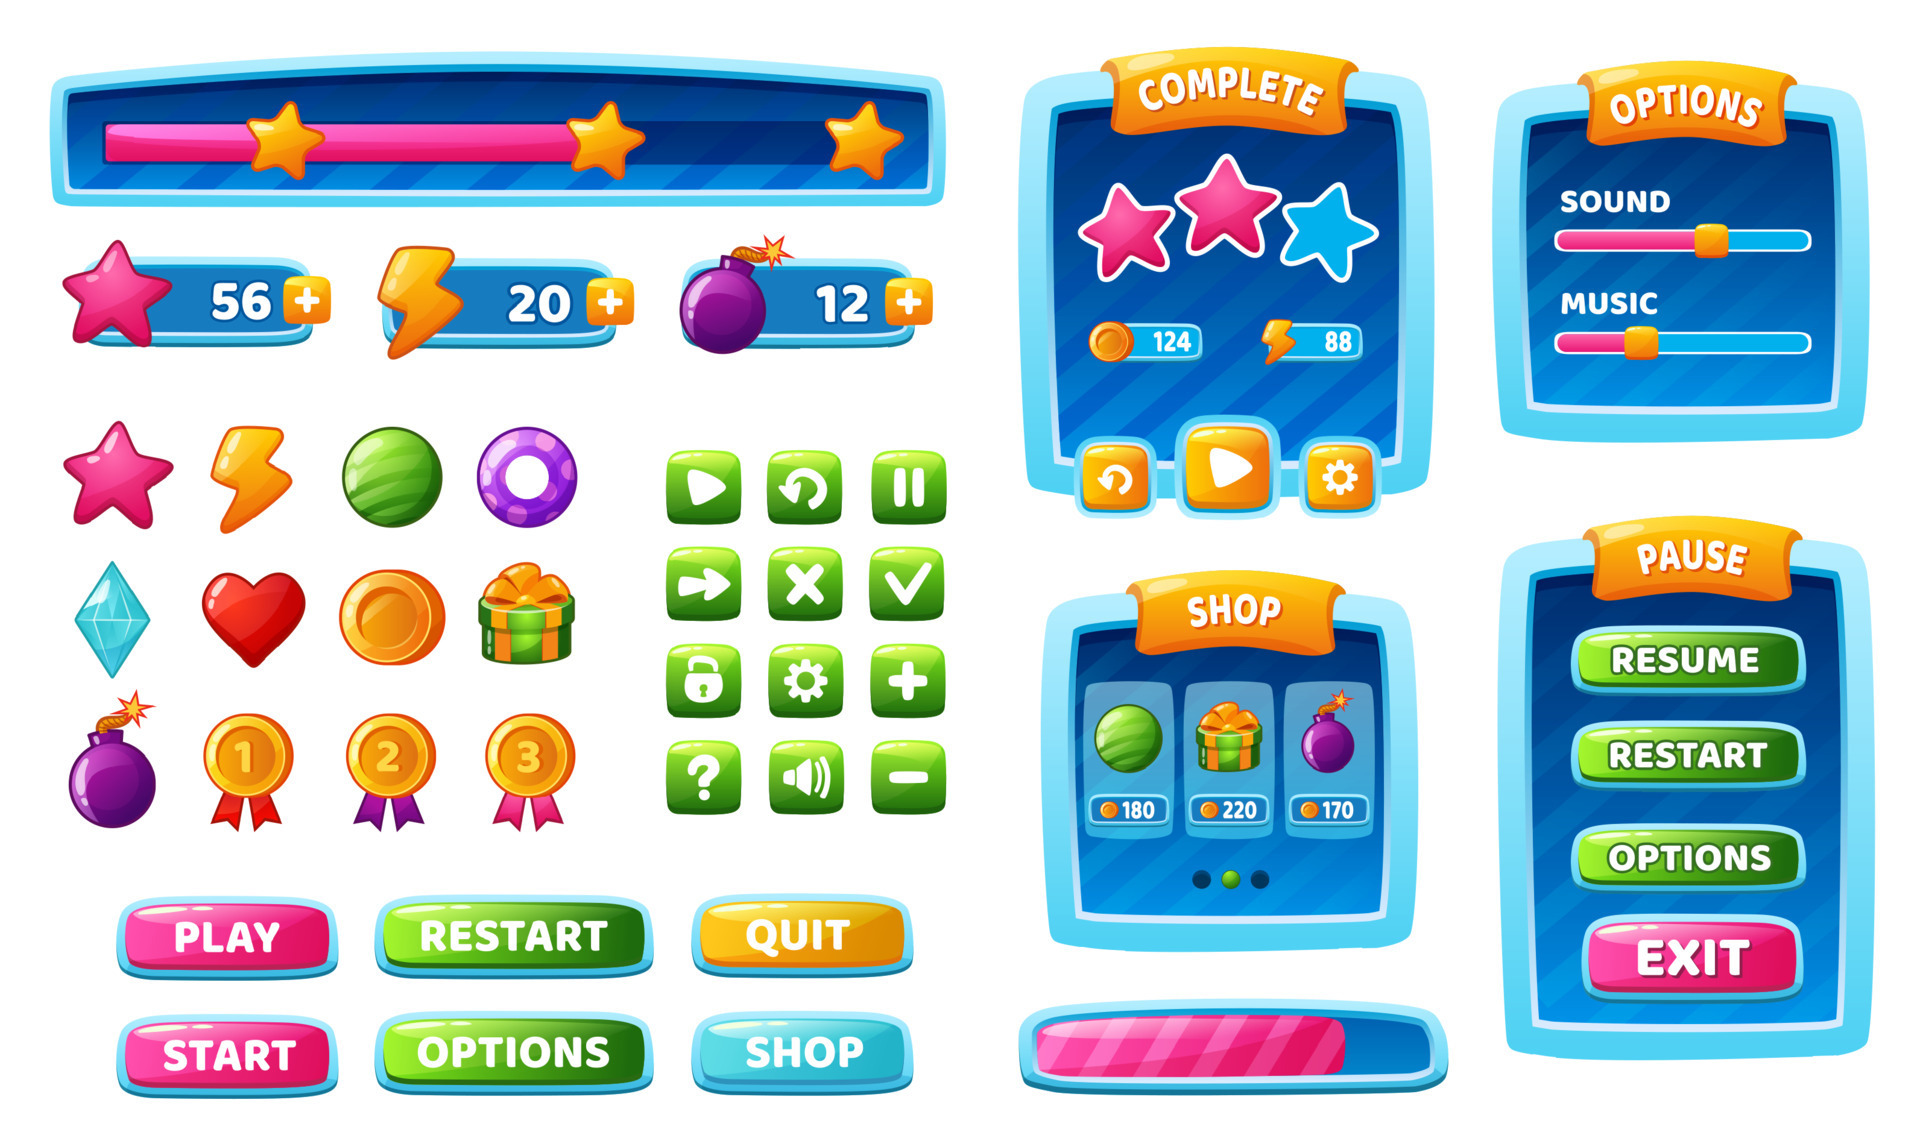 56
20
12
1
2
3
PLAY
RESTART
QUIT
START
OPTIONS
SHOP
COMPLETE
124
88
SHOP
180
220
170
OPTIONS
SOUND
MUSIC
PAUSE
RESUME
RESTART
OPTIONS
EXIT